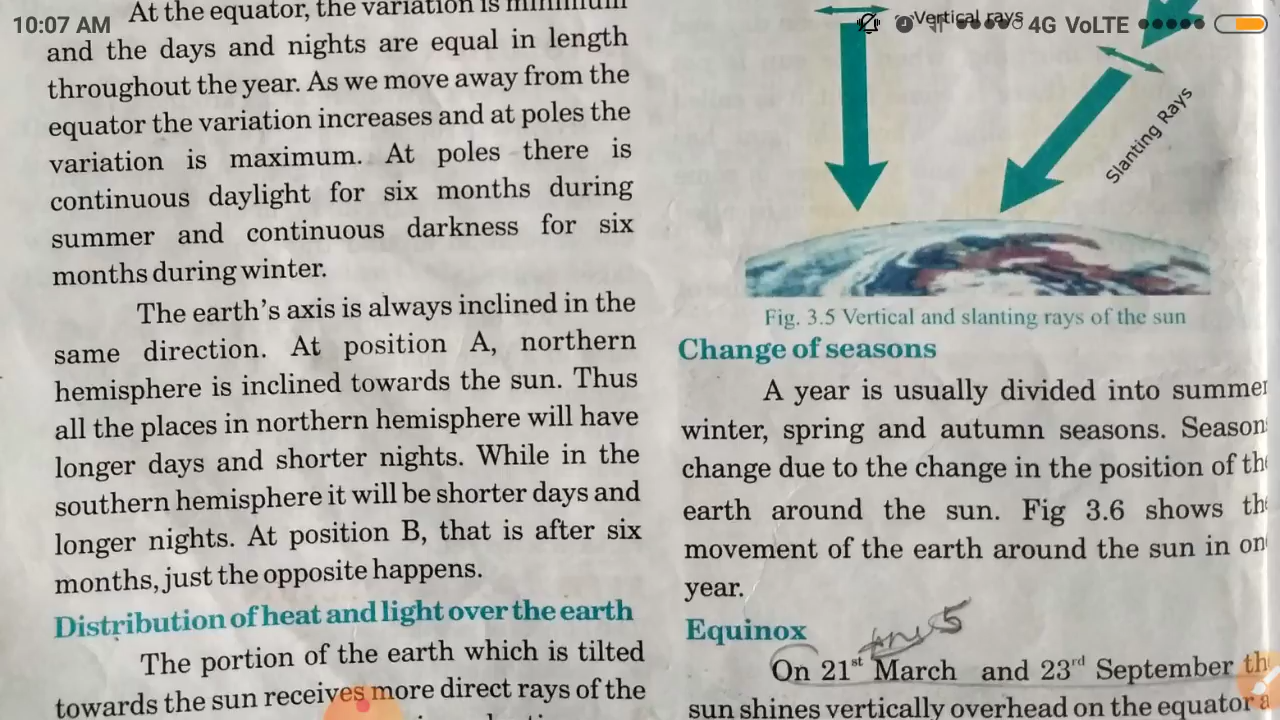 10:07 AM
4G VoLTE
At the equator, the variation is minimum
and the days and nights are equal in length
throughout the year. As we move away from the
equator the variation increases and at poles the
variation is maximum. At poles there is
continuous daylight for six months during
summer and continuous darkness for six
months during winter.
The earth's axis is always inclined in the
same direction. At position A, northern
hemisphere is inclined towards the sun. Thus
all the places in northern hemisphere will have
longer days and shorter nights. While in the
southern hemisphere it will be shorter days and
longer nights. At position B, that is after six
months, just the opposite happens.
Distribution of heat and light over the earth
The portion of the earth which is tilted
towards the sun receives more direct rays of the
Vertical rays
Slanting Rays
Fig. 3.5 Vertical and slanting rays of the sun
Change of seasons
A year is usually divided into summer
winter, spring and autumn seasons. Season
change due to the change in the position of the
earth around the sun. Fig 3.6 shows the
movement of the earth around the sun in on
year.
Equinox
Ans 5
On 21st March and 23rd September th
sun shines vertically overhead on the equator a